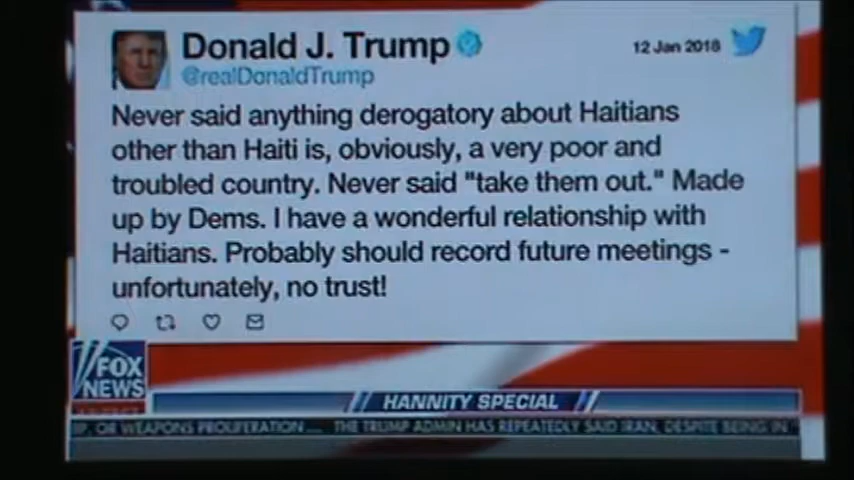 Donald J. Trump
12 Jan 2018
@realDonaldTrump
Never said anything derogatory about Haitians
other than Haiti is, obviously, a very poor and
troubled country. Never said "take them out." Made
up by Dems. I have a wonderful relationship with
Haitians. Probably should record future meetings -
unfortunately, no trust!
FOX
NEWS
HANNITY SPECIAL
OR WEAPONS PROLIFERATION... THE TRUMP ADMIN HAS REPEATEDLY SAID IRAN, DESPITE BEING IN